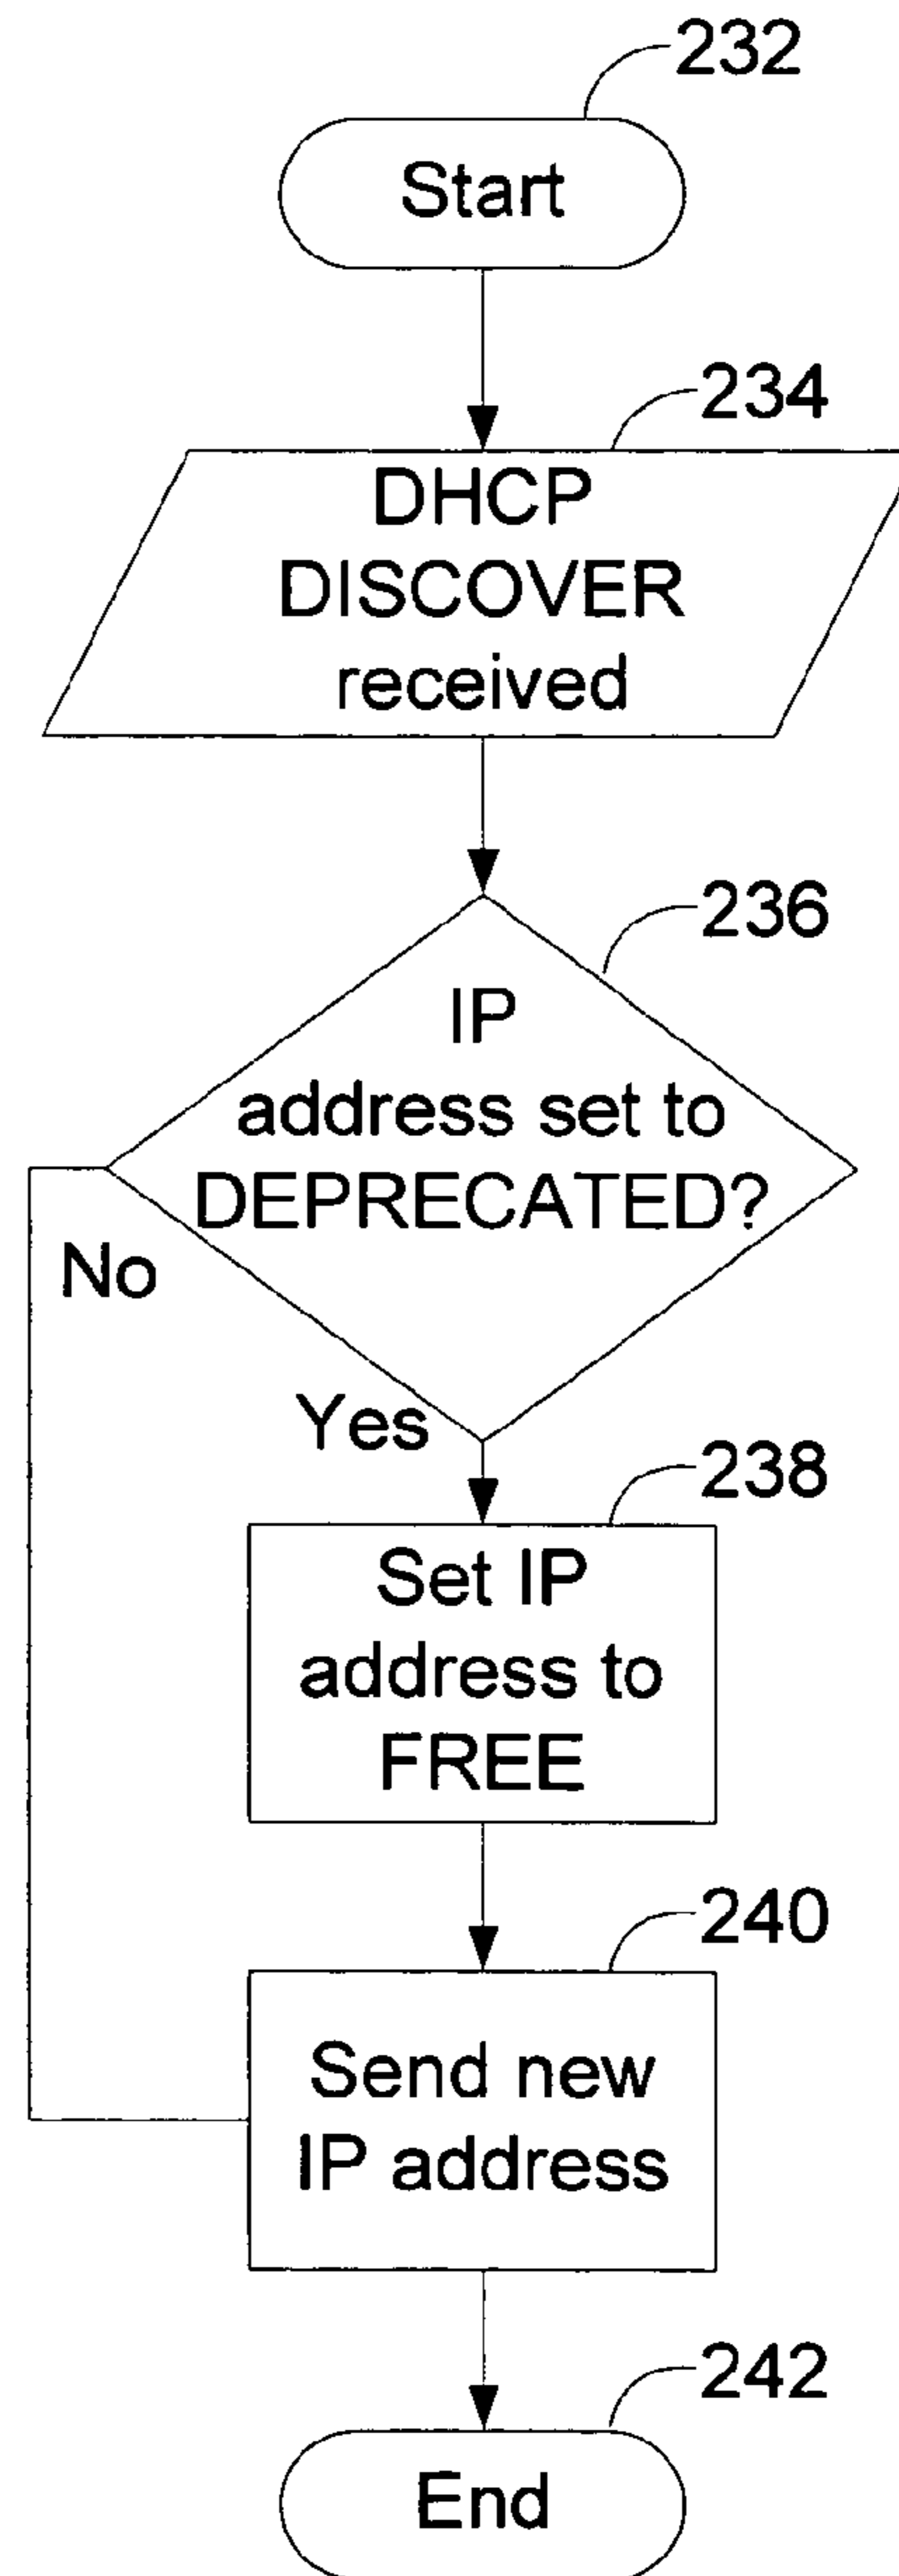 232
Start
234
DHCP
DISCOVER
received
236
IP
address set to
DEPRECATED?
No
Yes
238
Set IP
address to
FREE
240
Send new
IP address
242
End